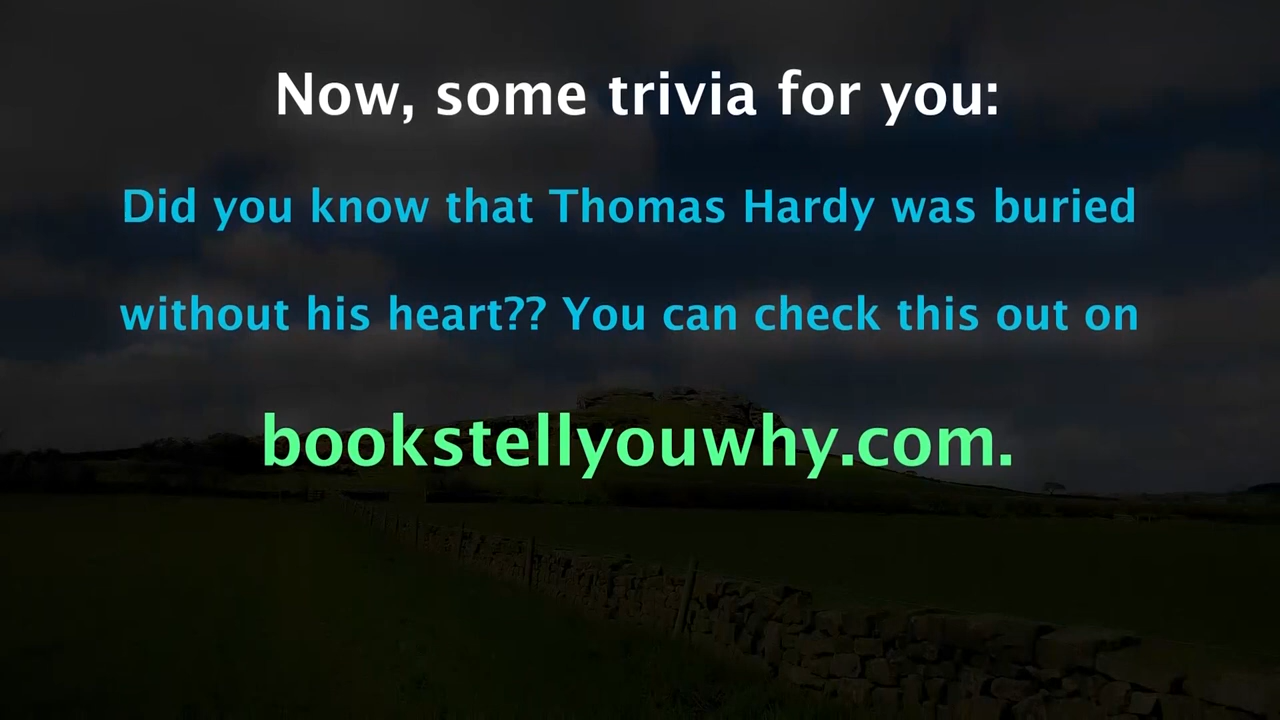 Now, some trivia for you:
Did you know that Thomas Hardy was buried
without his heart?? You can check this out on
bookstellyouwhy.com.